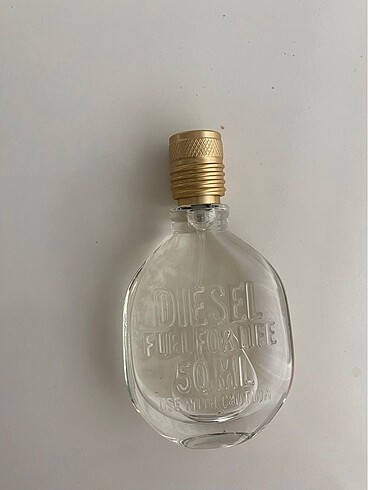 DIESEL
FUEL FOR LIFE
50 ML
USE WITH CAUTION